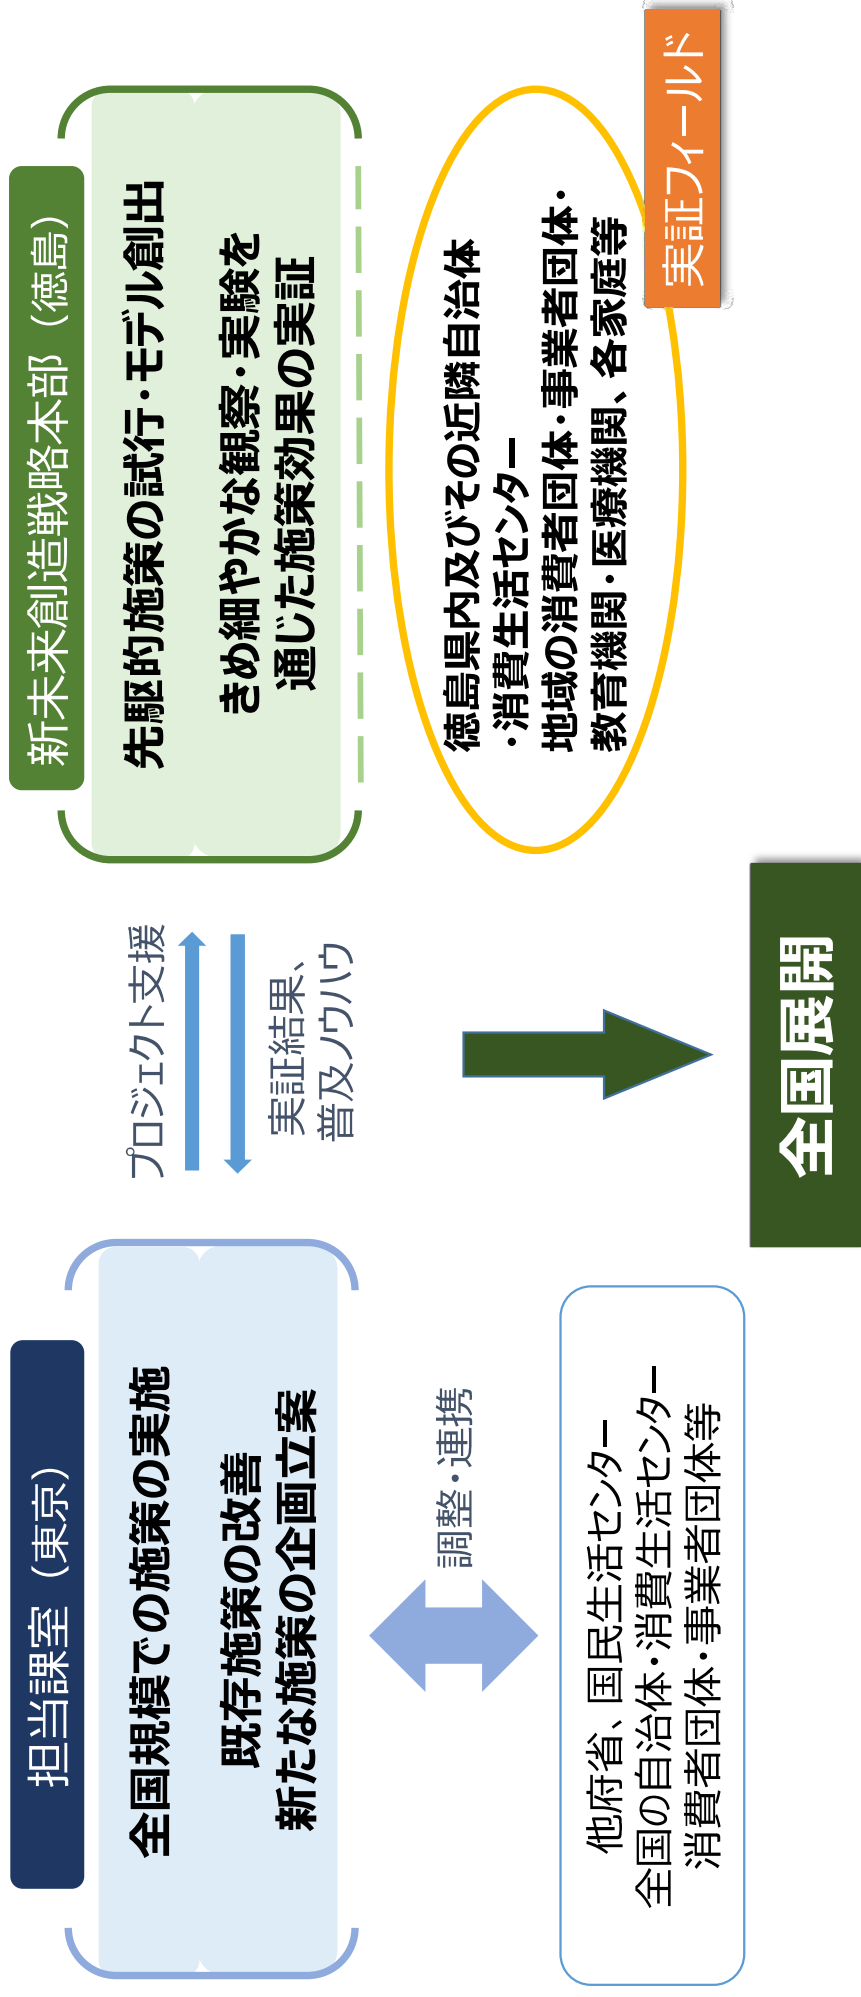 担当課室（東京）
全国規模での施策の実施
既存施策の改善
新たな施策の企画立案
調整・連携
他府省、国民生活センター
全国の自治体・消費生活センター
消費者団体・事業者団体等
プロジェクト支援
実証結果、
普及ノウハウ
全国展開
新未来創造戦略本部（徳島）
先駆的施策の試行・モデル創出
きめ細やかな観察・実験を
通じた施策効果の実証
徳島県内及びその近隣自治体
・消費生活センター
地域の消費者団体・事業者団体・
教育機関・医療機関、各家庭等
実証フィールド